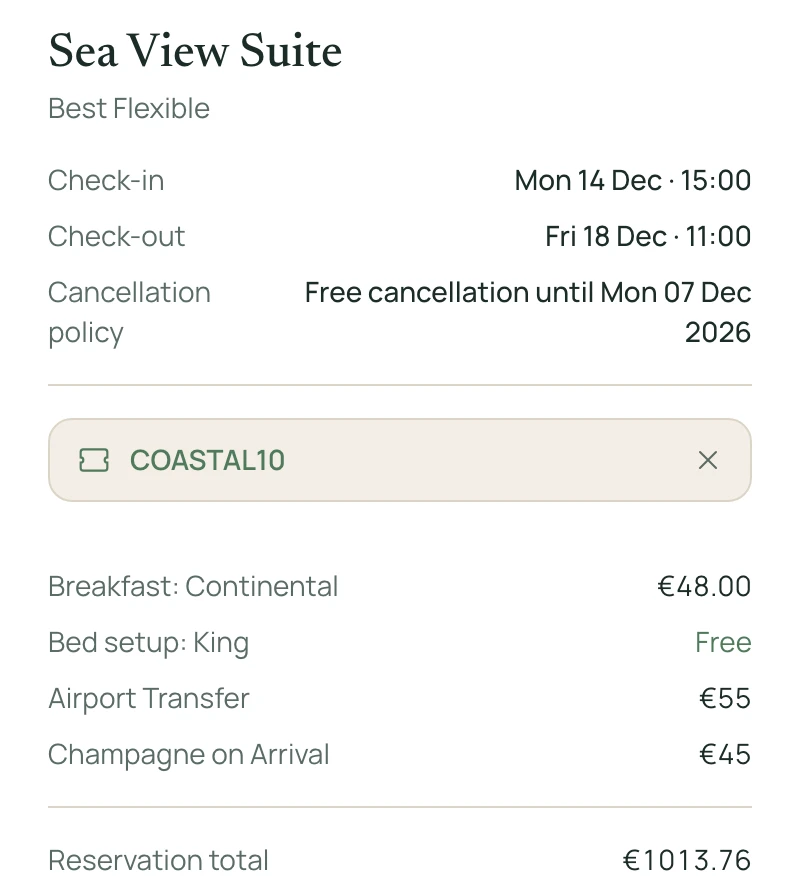 Sea View Suite
Best Flexible
Check-in Mon 14 Dec · 15:00
Check-out Fri 18 Dec · 11:00
Cancellation policy Free cancellation until Mon 07 Dec 2026
COASTAL10
Breakfast: Continental €48.00
Bed setup: King Free
Airport Transfer €55
Champagne on Arrival €45
Reservation total €1013.76